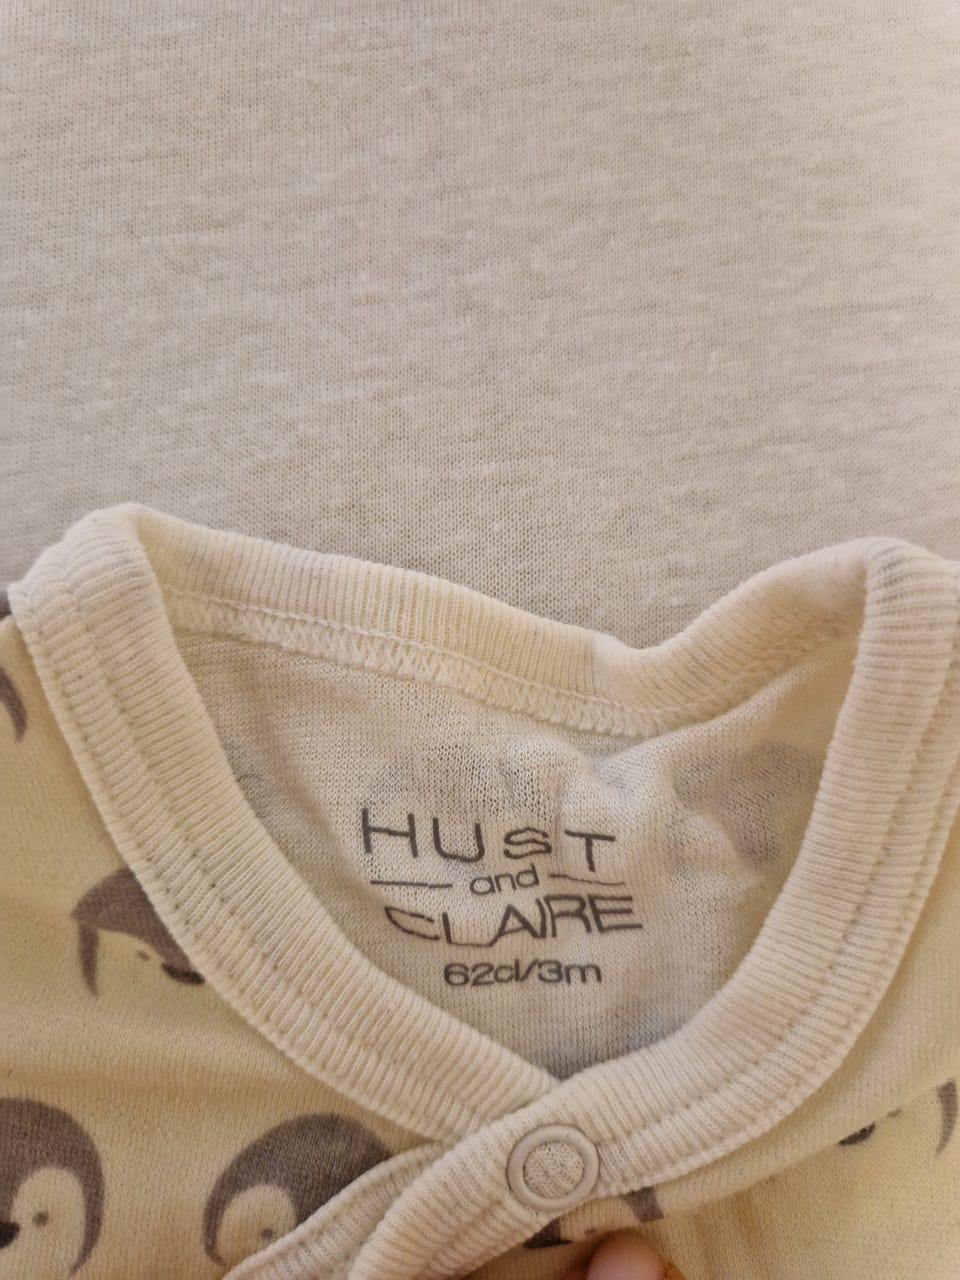 HUST
and
CLAIRE
62cl/3m